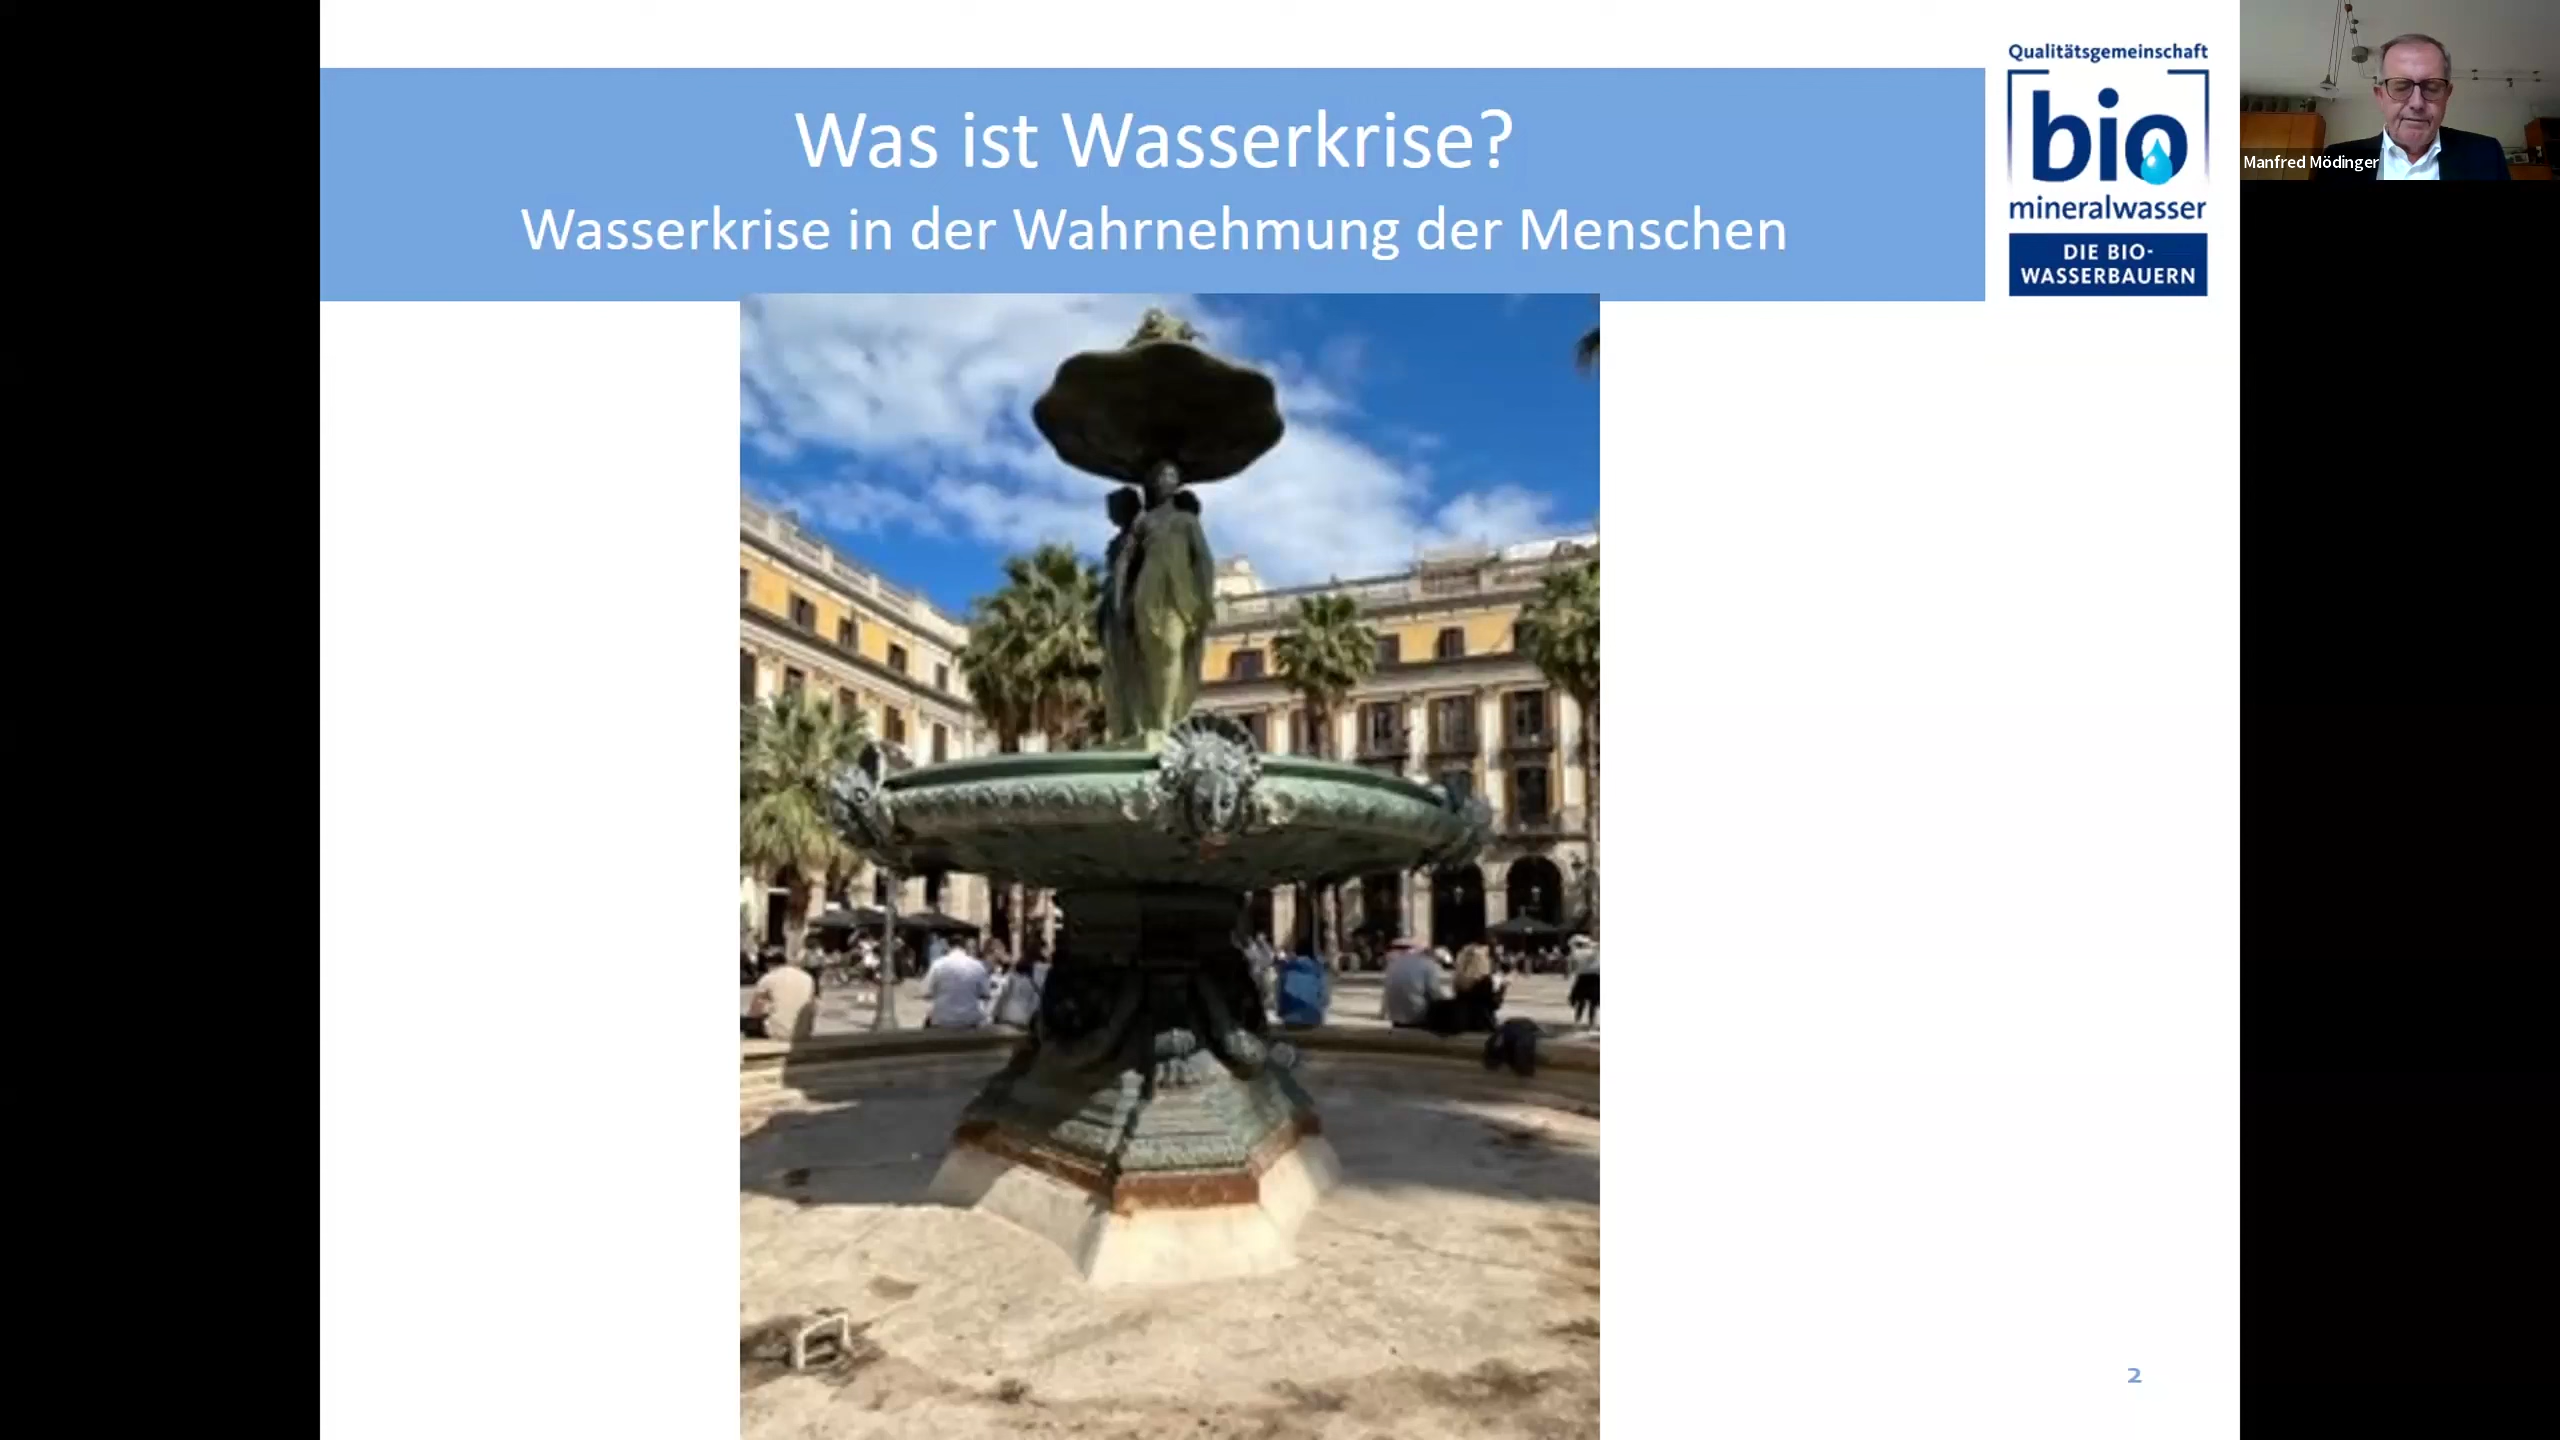 Was ist Wasserkrise?
Wasserkrise in der Wahrnehmung der Menschen
Qualitätsgemeinschaft
bio
mineralwasser
DIE BIO-
WASSERBAUERN
Manfred Mödinger
2